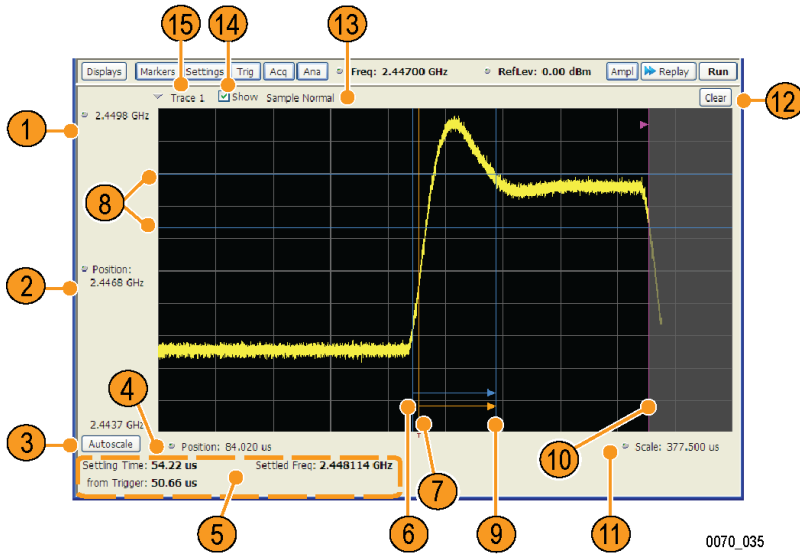 15
14
13
Displays Markers Settings Trig Acq Ana Freq: 2.44700 GHz RefLev: 0.00 dBm Ampl Replay Run
Trace 1 Show Sample Normal Clear
12
1
2.4498 GHz
8
Position:
2
2.4468 GHz
4
2.4437 GHz
T
3
Autoscale Position: 84.020 us Scale: 377.500 us
Settling Time: 54.22 us Settled Freq: 2.448114 GHz
from Trigger: 50.66 us
5
6
7
9
10
11
0070_035